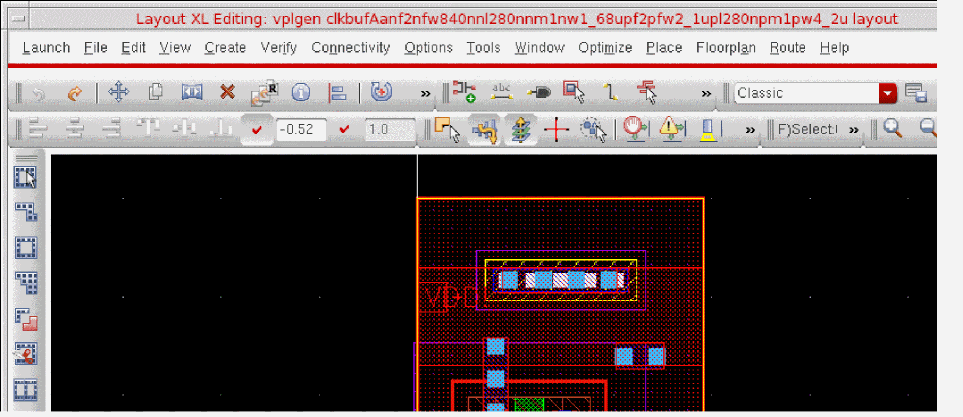 Layout XL Editing: vplgen clkbufAanf2nfw840nnl280nnm1nw1_68upf2pfw2_1upl280npm1pw4_2u layout
Launch File Edit View Create Verify Connectivity Options Tools Window Optimize Place Floorplan Route Help
R » abc » Classic
-0.52 1.0 » F)Select: »
VDD